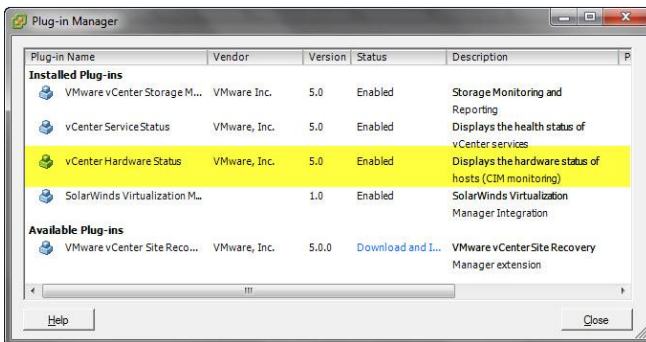 Plug-in Manager
Plug-in Name Vendor Version Status Description P
Installed Plug-ins
VMware vCenter Storage M... VMware Inc. 5.0 Enabled Storage Monitoring and
Reporting
vCenter Service Status VMware, Inc. 5.0 Enabled Displays the health status of
vCenter services
vCenter Hardware Status VMware, Inc. 5.0 Enabled Displays the hardware status of
hosts (CIM monitoring)
SolarWinds Virtualization M... 1.0 Enabled SolarWinds Virtualization
Manager Integration
Available Plug-ins
VMware vCenter Site Reco... VMware, Inc. 5.0.0 Download and I... VMware vCenter Site Recovery
Manager extension
Help Close